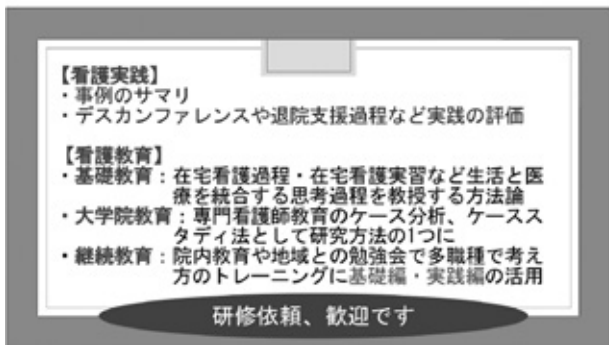 【看護実践】
・事例のサマリ
・デスカンファレンスや退院支援過程など実践の評価
【看護教育】
・基礎教育：在宅看護過程・在宅看護実習など生活と医
療を統合する思考過程を教授する方法論
・大学院教育：専門看護師教育のケース分析、ケースス
タディ法として研究方法の1つに
・継続教育：院内教育や地域との勉強会で多職種で考え
方のトレーニングに基礎編・実践編の活用
研修依頼、歓迎です